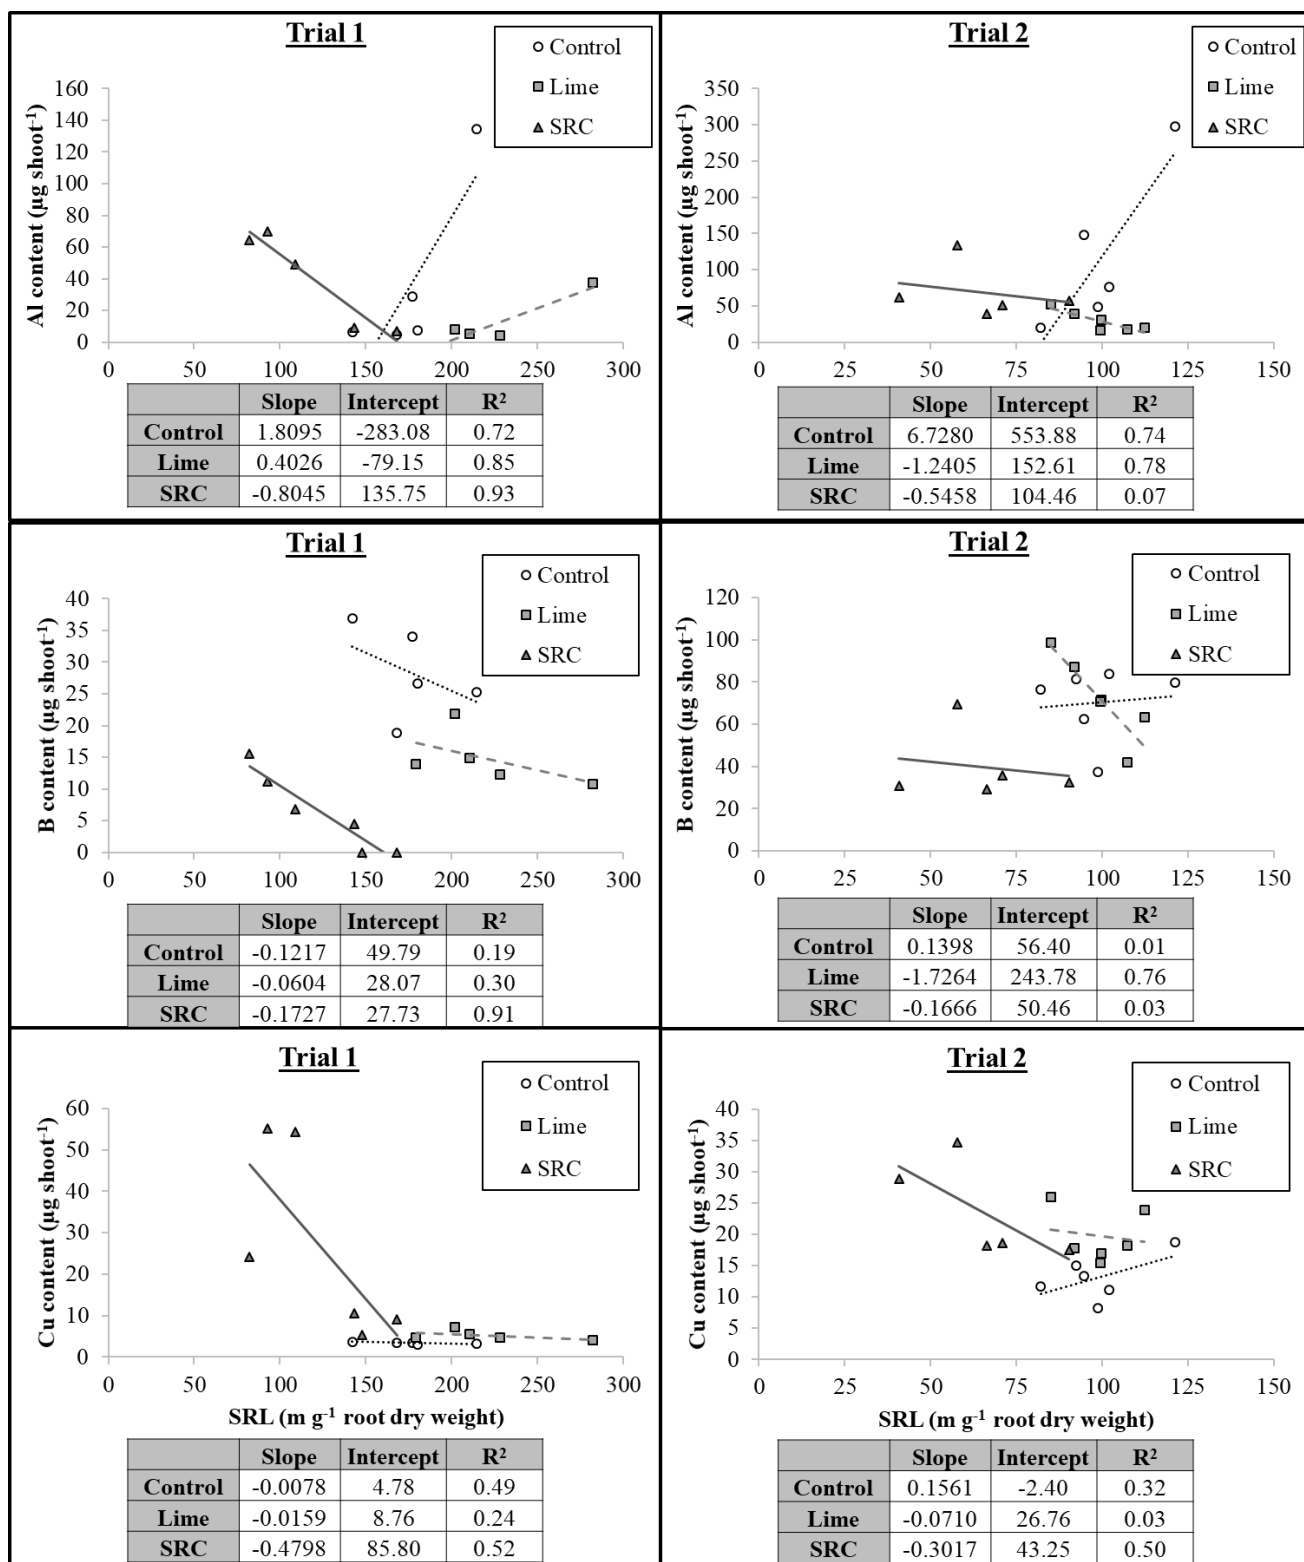 Trial 1
Control
Lime
SRC
Al content (µg shoot⁻¹)
160
140
120
100
80
60
40
20
0
0 50 100 150 200 250 300
Slope Intercept R²
Control 1.8095 -283.08 0.72
Lime 0.4026 -79.15 0.85
SRC -0.8045 135.75 0.93
Trial 2
Control
Lime
SRC
Al content (µg shoot⁻¹)
350
300
250
200
150
100
50
0
0 25 50 75 100 125 150
Slope Intercept R²
Control 6.7280 553.88 0.74
Lime -1.2405 152.61 0.78
SRC -0.5458 104.46 0.07
Trial 1
Control
Lime
SRC
B content (µg shoot⁻¹)
40
35
30
25
20
15
10
5
0
0 50 100 150 200 250 300
Slope Intercept R²
Control -0.1217 49.79 0.19
Lime -0.0604 28.07 0.30
SRC -0.1727 27.73 0.91
Trial 2
Control
Lime
SRC
B content (µg shoot⁻¹)
120
100
80
60
40
20
0
0 25 50 75 100 125 150
Slope Intercept R²
Control 0.1398 56.40 0.01
Lime -1.7264 243.78 0.76
SRC -0.1666 50.46 0.03
Trial 1
Control
Lime
SRC
Cu content (µg shoot⁻¹)
60
50
40
30
20
10
0
0 50 100 150 200 250 300
SRL (m g⁻¹ root dry weight)
Slope Intercept R²
Control -0.0078 4.78 0.49
Lime -0.0159 8.76 0.24
SRC -0.4798 85.80 0.52
Trial 2
Control
Lime
SRC
Cu content (µg shoot⁻¹)
40
35
30
25
20
15
10
5
0
0 25 50 75 100 125 150
SRL (m g⁻¹ root dry weight)
Slope Intercept R²
Control 0.1561 -2.40 0.32
Lime -0.0710 26.76 0.03
SRC -0.3017 43.25 0.50